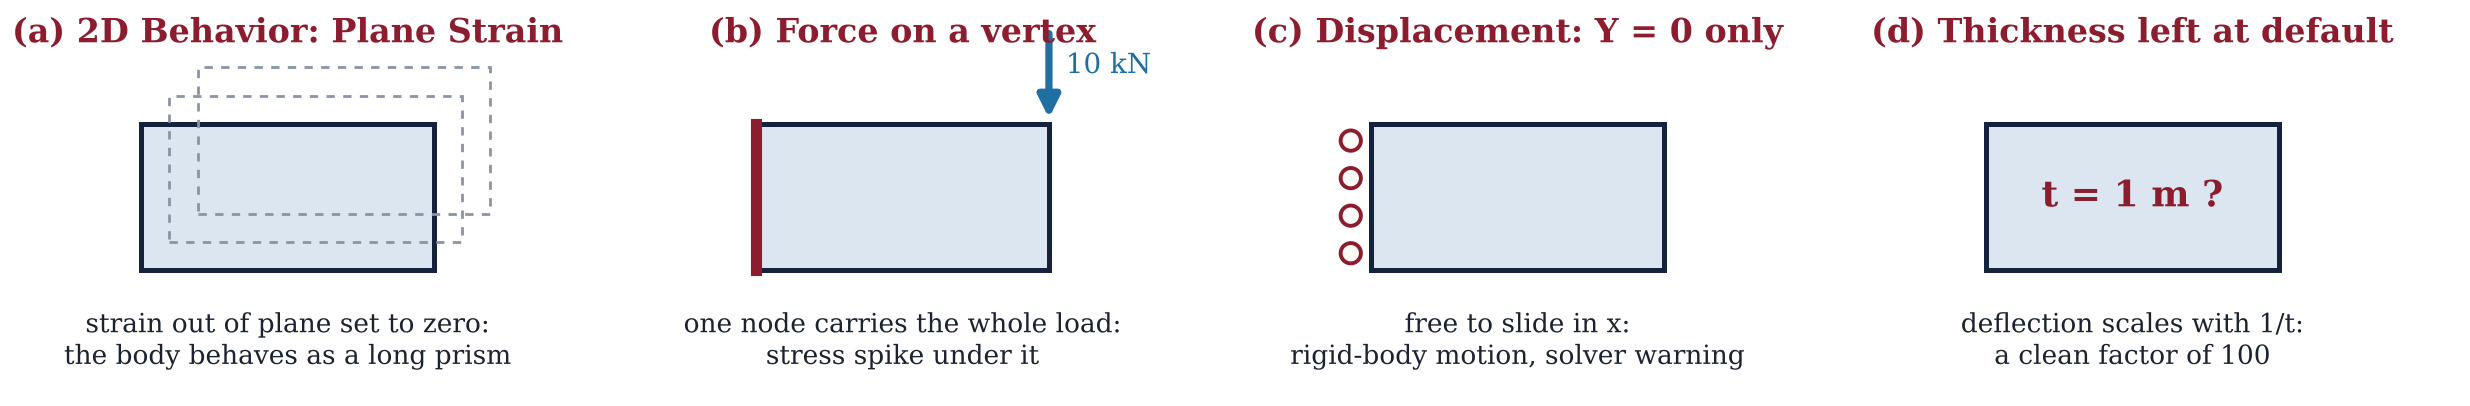 (a) 2D Behavior: Plane Strain
strain out of plane set to zero:
the body behaves as a long prism
(b) Force on a vertex
10 kN
one node carries the whole load:
stress spike under it
(c) Displacement: Y = 0 only
free to slide in x:
rigid-body motion, solver warning
(d) Thickness left at default
t = 1 m ?
deflection scales with 1/t:
a clean factor of 100